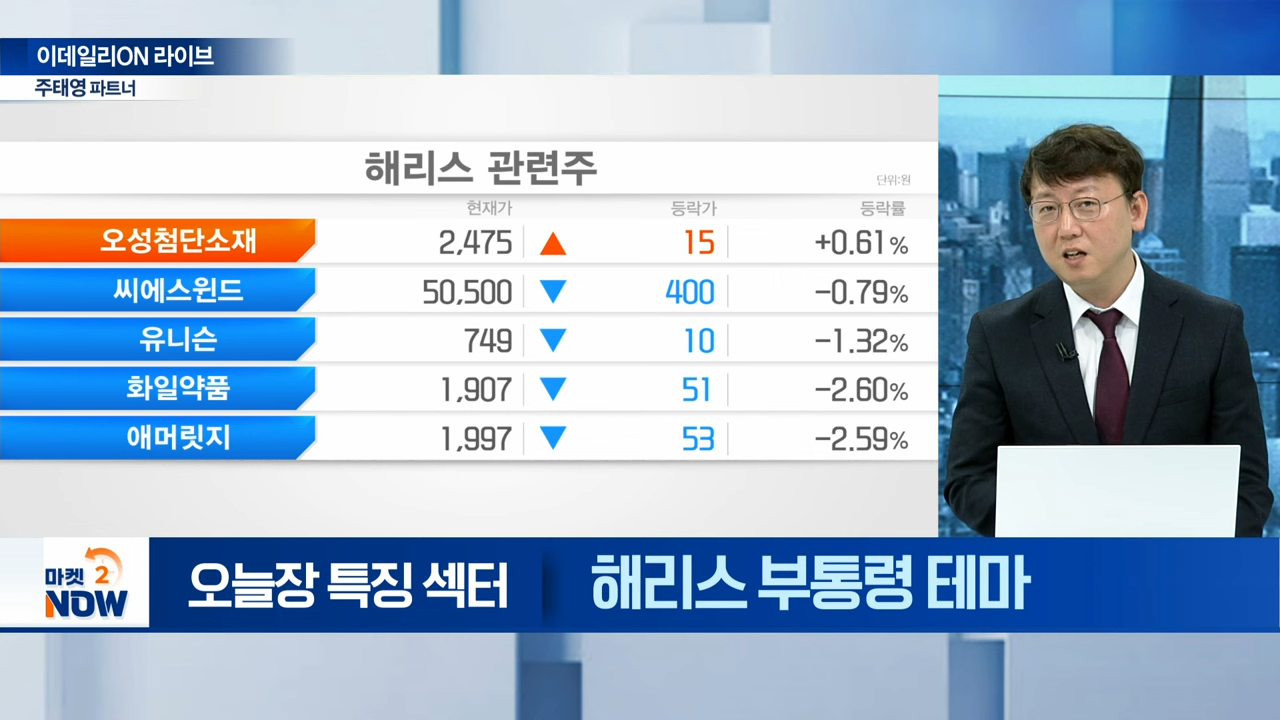 이데일리ON 라이브
주태영 파트너
해리스 관련주
단위:원
현재가 등락가 등락률
오성첨단소재 2,475 ▲ 15 +0.61%
씨에스윈드 50,500 ▼ 400 -0.79%
유니슨 749 ▼ 10 -1.32%
화일약품 1,907 ▼ 51 -2.60%
애머릿지 1,997 ▼ 53 -2.59%
마켓 2
NOW
오늘장 특징 섹터 해리스 부통령 테마